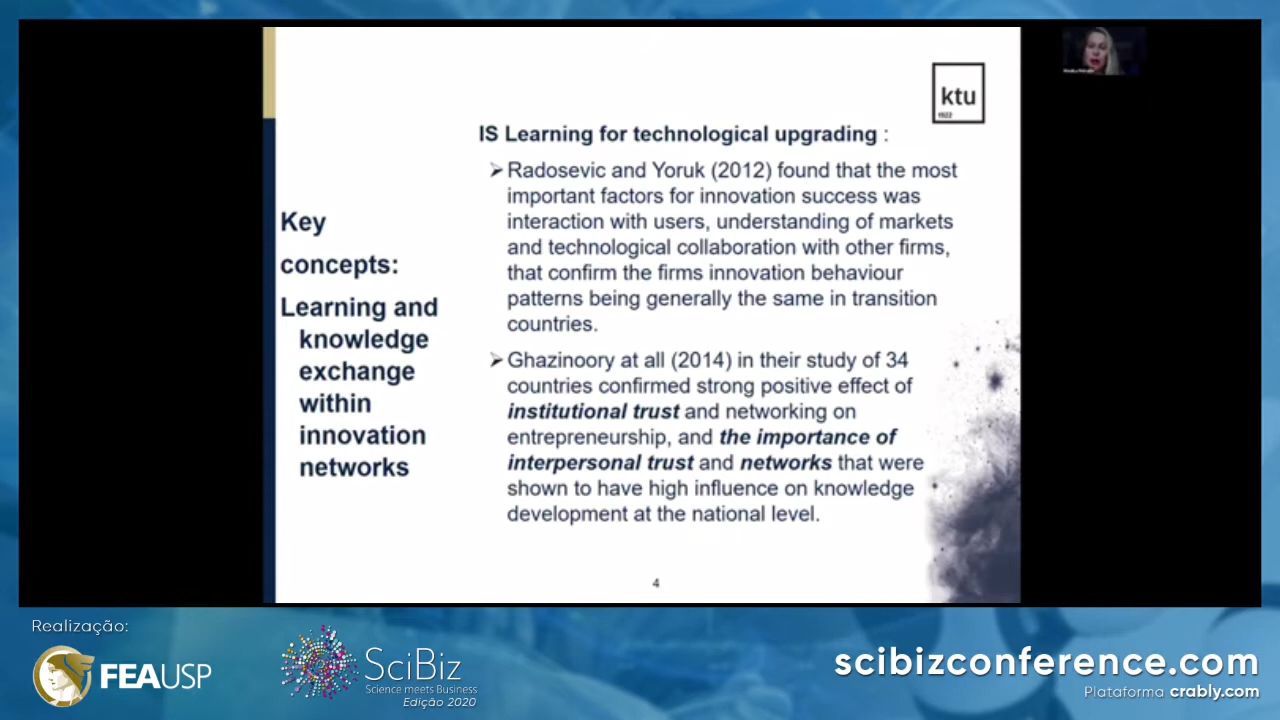 ktu
1922
IS Learning for technological upgrading :
Key
concepts:
Learning and
knowledge
exchange
within
innovation
networks
➢ Radosevic and Yoruk (2012) found that the most
important factors for innovation success was
interaction with users, understanding of markets
and technological collaboration with other firms,
that confirm the firms innovation behaviour
patterns being generally the same in transition
countries.
➢ Ghazinoory at all (2014) in their study of 34
countries confirmed strong positive effect of
institutional trust and networking on
entrepreneurship, and the importance of
interpersonal trust and networks that were
shown to have high influence on knowledge
development at the national level.
4
Realização:
FEAUSP
SciBiz
Science meets Business
Edição 2020
scibizconference.com
Plataforma crably.com